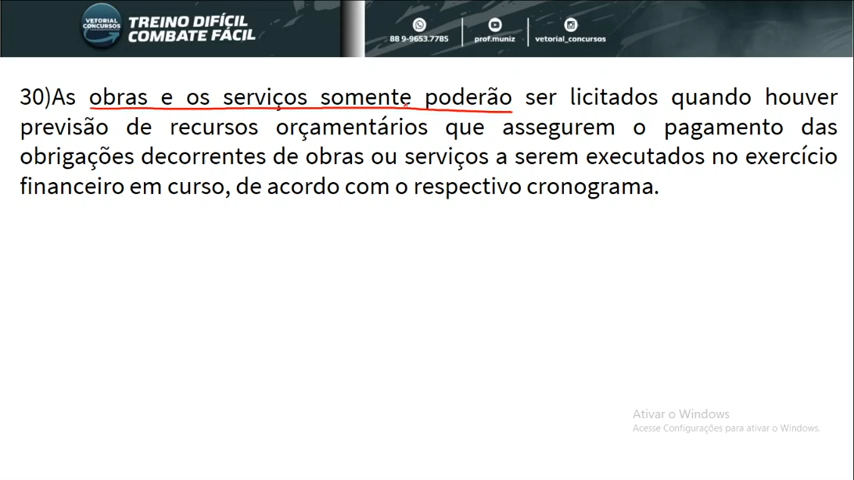 VETORIAL
CONCURSOS
TREINO DIFÍCIL
COMBATE FÁCIL
88 9-9653.7785
prof.muniz
vetorial_concursos
30)As obras e os serviços somente poderão ser licitados quando houver
previsão de recursos orçamentários que assegurem o pagamento das
obrigações decorrentes de obras ou serviços a serem executados no exercício
financeiro em curso, de acordo com o respectivo cronograma.
Ativar o Windows
Acesse Configurações para ativar o Windows.